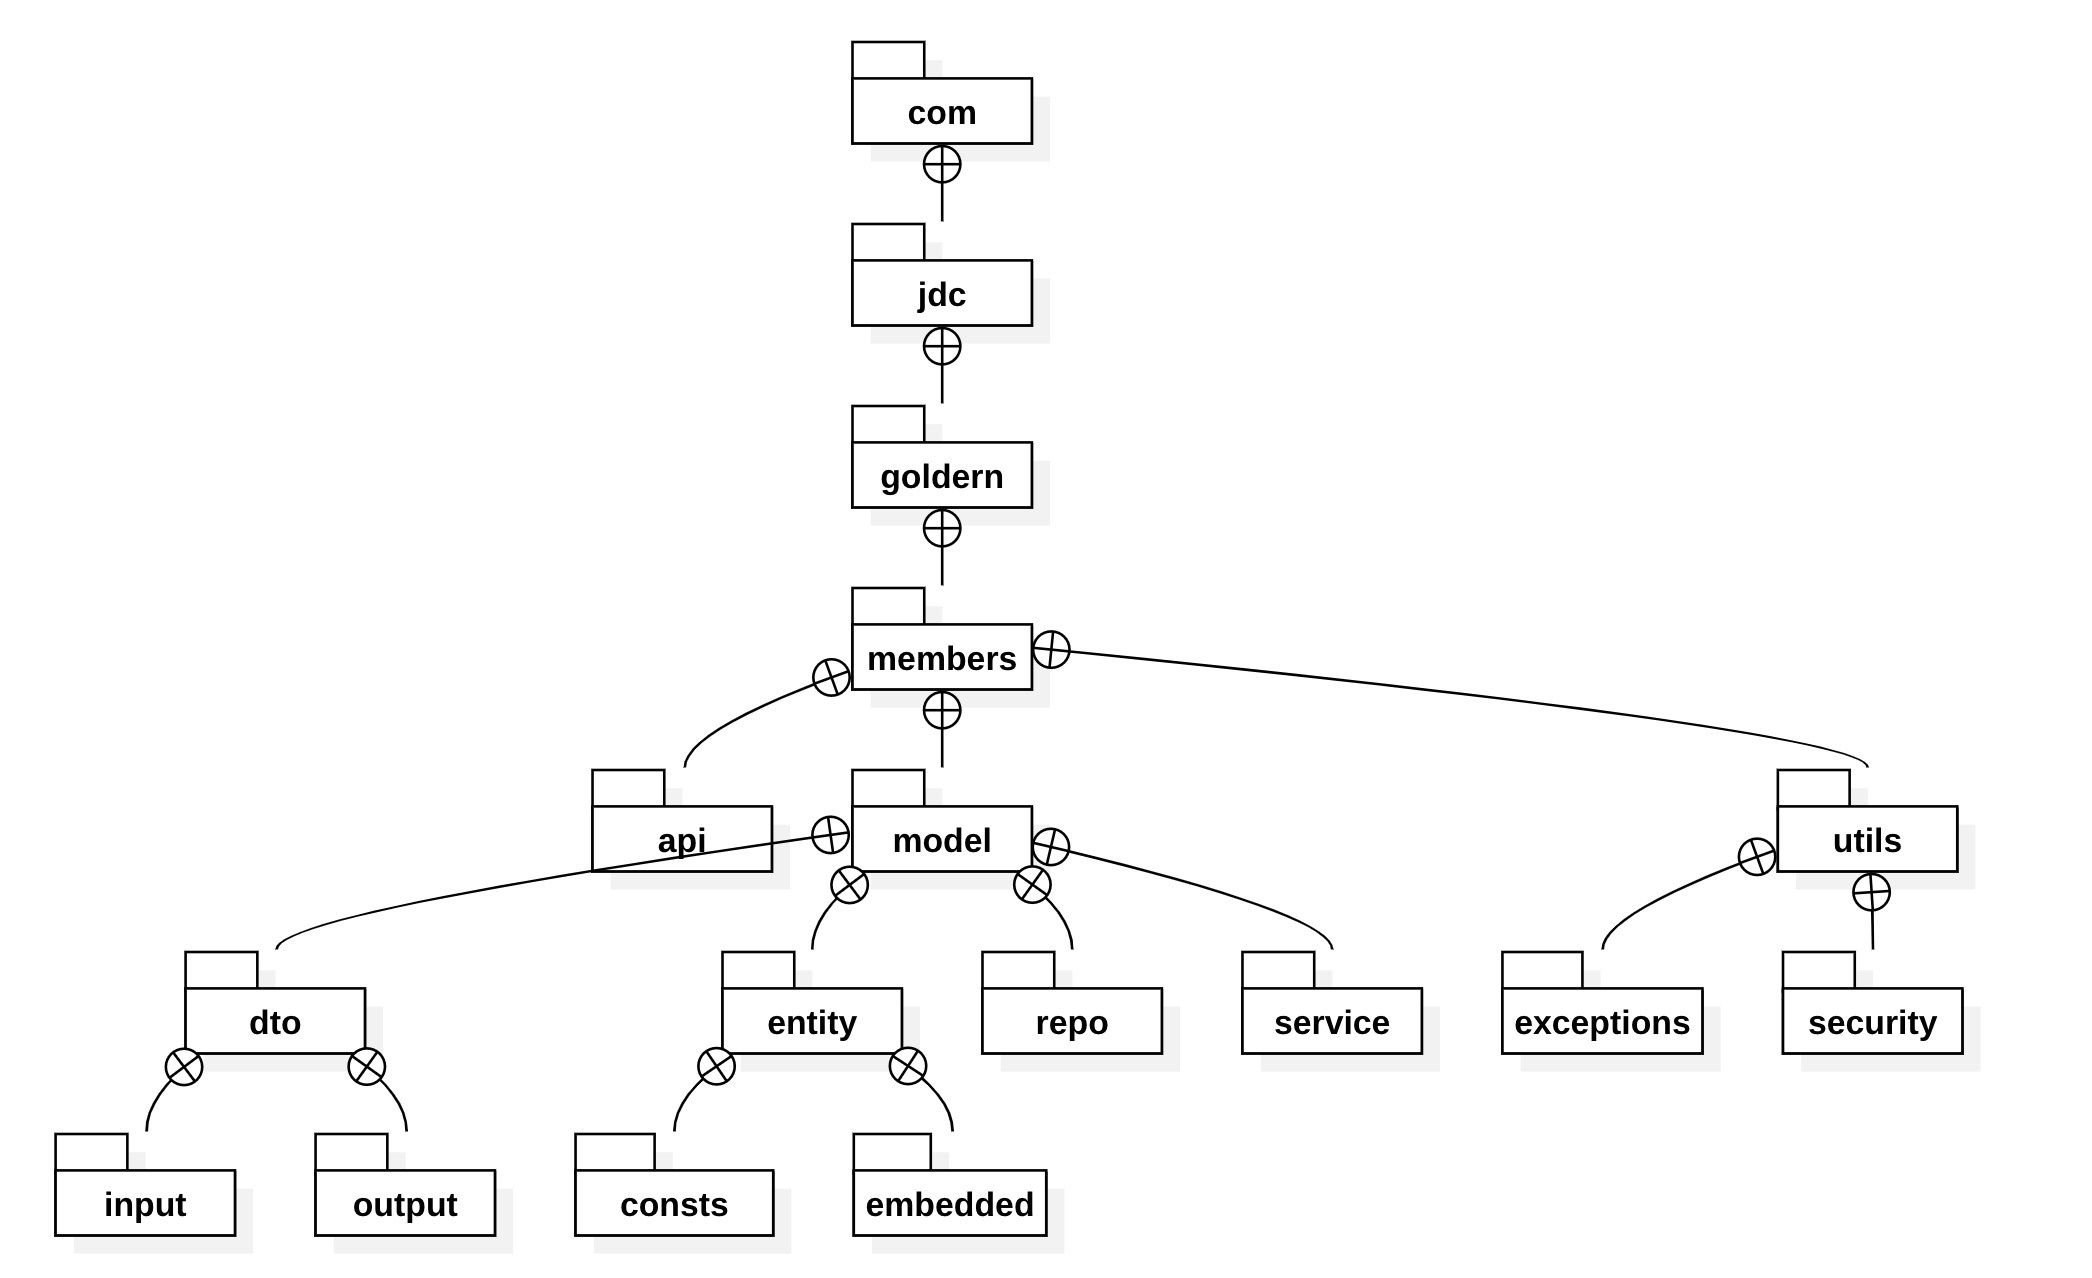 com
jdc
goldern
members
api
model
utils
dto
entity
repo
service
exceptions
security
input
output
consts
embedded